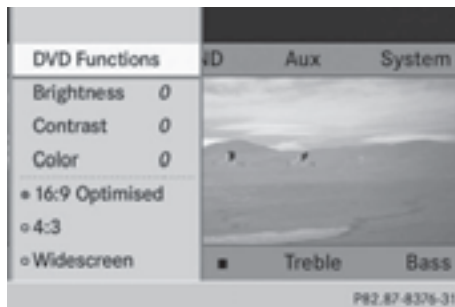 DVD Functions ND Aux System
Brightness 0
Contrast 0
Color 0
16:9 Optimised
4:3
Widescreen Treble Bass
P82.87-8376-31